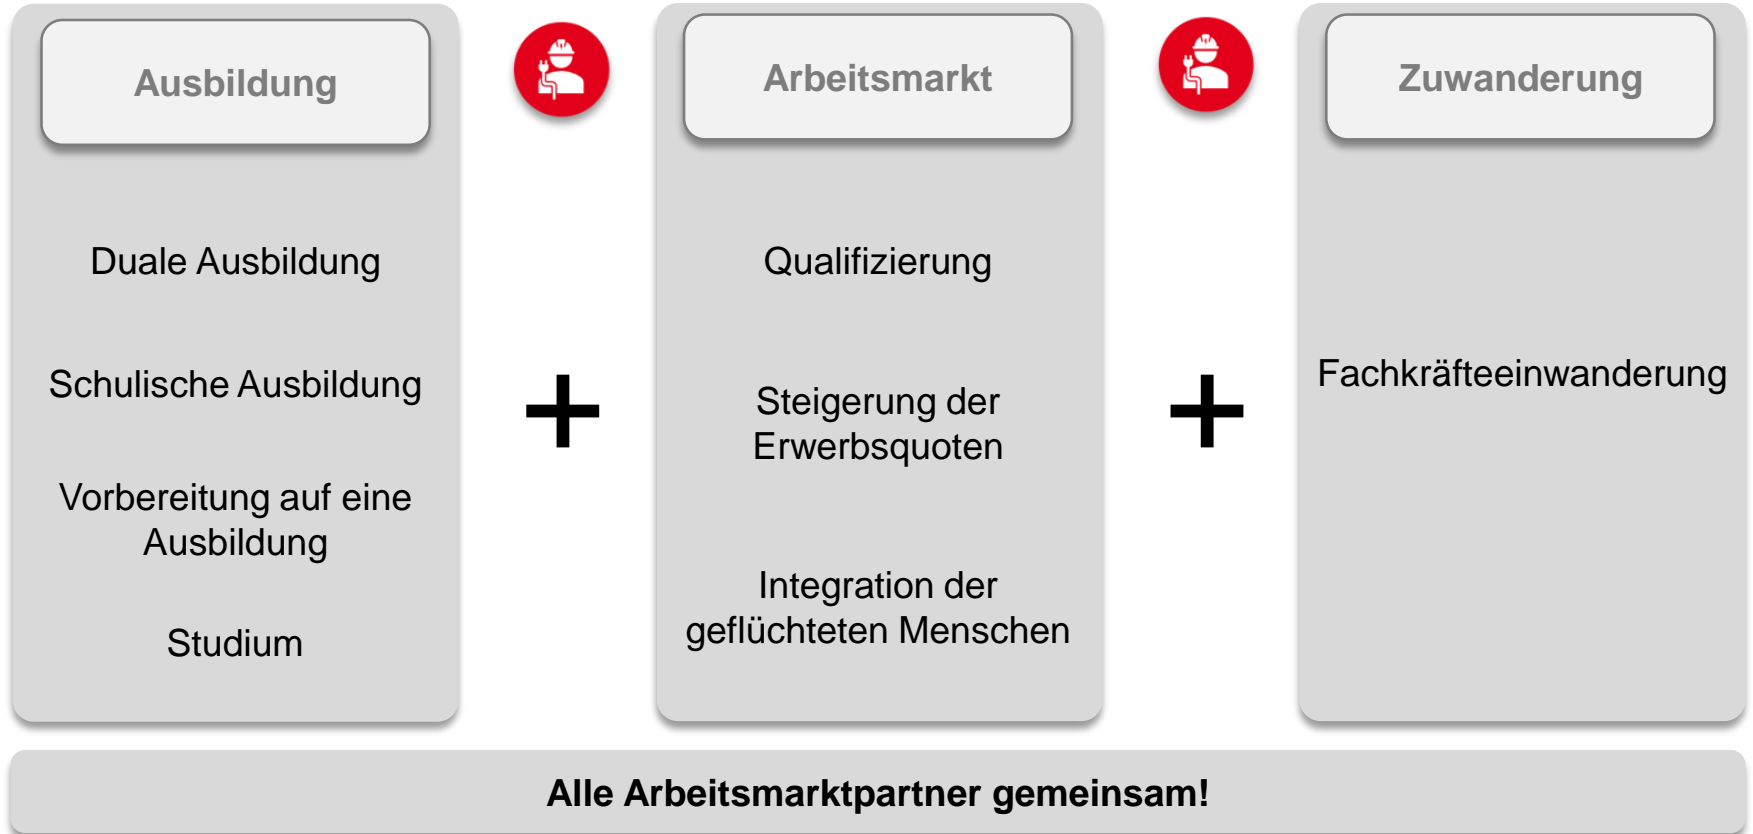 Ausbildung
Duale Ausbildung
Schulische Ausbildung
Vorbereitung auf eine
Ausbildung
Studium
Arbeitsmarkt
Qualifizierung
Steigerung der
Erwerbsquoten
Integration der
geflüchteten Menschen
Zuwanderung
Fachkräfteeinwanderung
Alle Arbeitsmarktpartner gemeinsam!